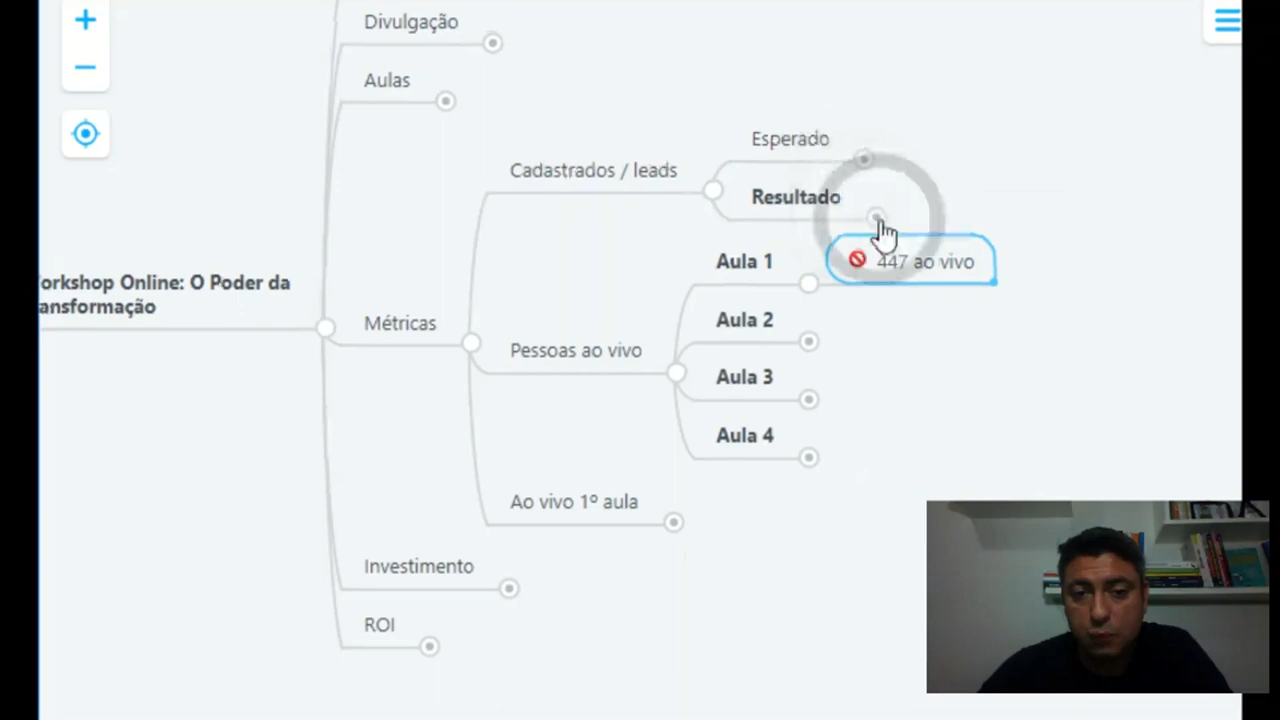 Divulgação
Aulas
Esperado
Cadastrados / leads
Resultado
Aula 1
447 ao vivo
orkshop Online: O Poder da
ansformação
Aula 2
Métricas
Pessoas ao vivo
Aula 3
Aula 4
Ao vivo 1º aula
Investimento
ROI